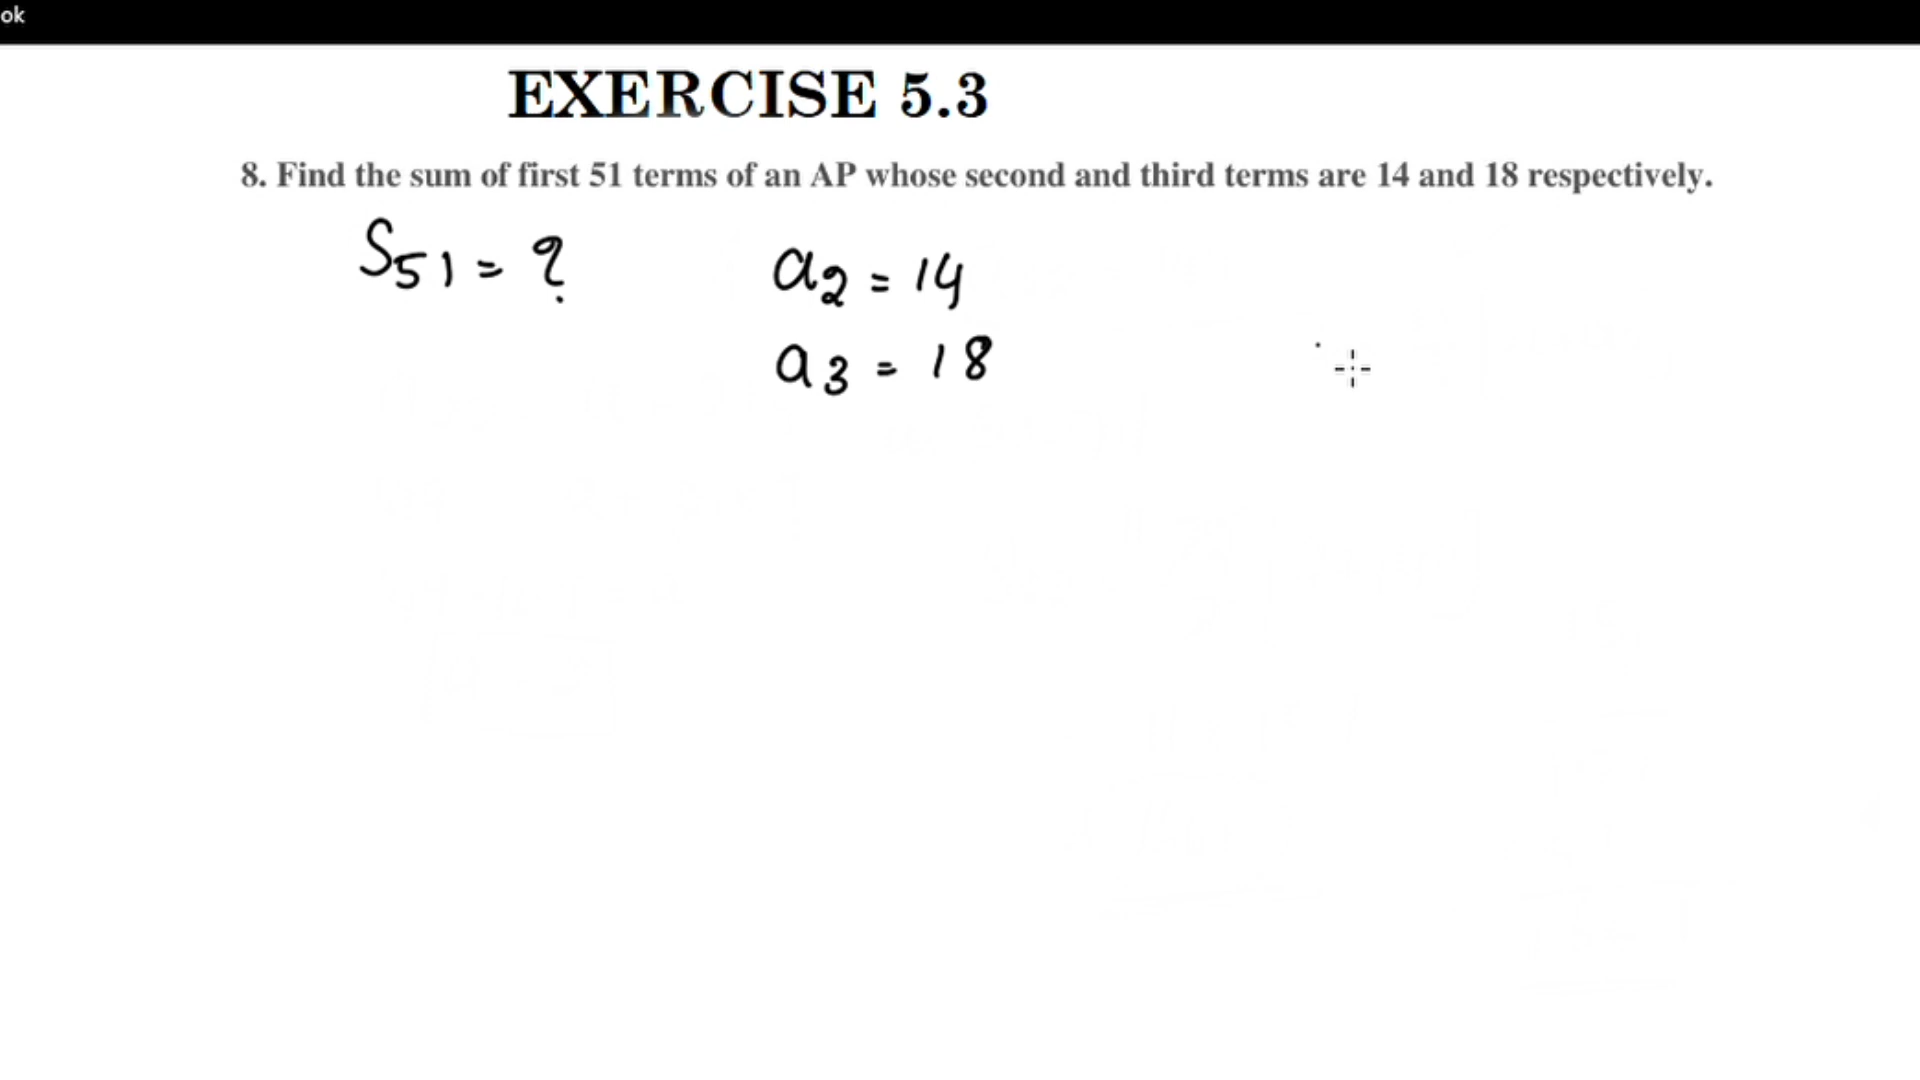 ok
EXERCISE 5.3
8. Find the sum of first 51 terms of an AP whose second and third terms are 14 and 18 respectively.
S51 = ? a2 = 14
a3 = 18